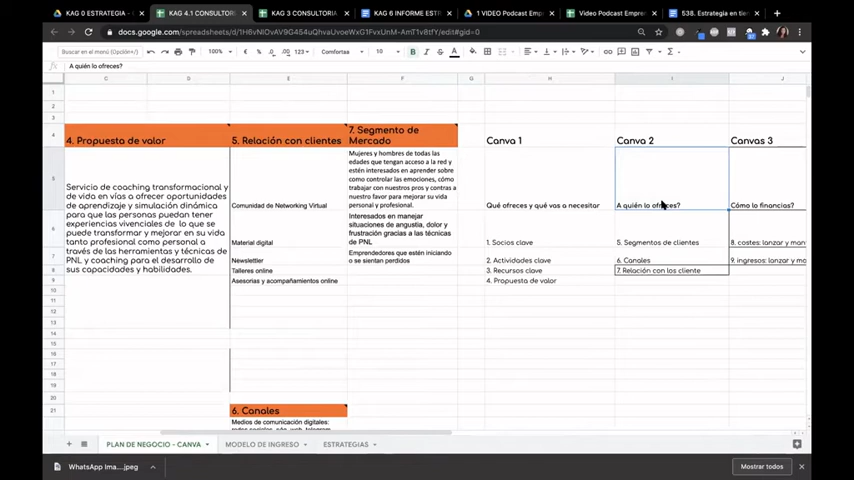 KAG 0 ESTRATEGIA -
KAG 4.1 CONSULTOR
KAG 3 CONSULTORIA
KAG 6 INFORME ESTR
1 VIDEO Podcast Empr
Video Podcast Empren
538. Estrategia en tie
docs.google.com/spreadsheets/d/
Buscar en el menú (Opción+/)
100%
€
%
Comfortaa
10
B
I
S
A
fx
A quién lo ofreces?
C
D
E
F
G
H
I
J
4. Propuesta de valor
5. Relación con clientes
7. Segmento de
Mercado
Canva 1
Canva 2
Canvas 3
Servicio de coaching transformacional y
de vida en vías a ofrecer oportunidades
de aprendizaje y simulación dinámica
para que las personas puedan tener
experiencias vivenciales de lo que se
puede transformar y mejorar en su vida
tanto profesional como personal a
través de las herramientas y técnicas de
PNL y coaching para el desarrollo de
sus capacidades y habilidades.
Comunidad de Networking Virtual
Material digital
Newslettler
Talleres online
Asesorias y acompañamientos online
Mujeres y hombres de todas las
edades que tengan acceso a la red y
estén interesados en aprender sobre
como controlar las emociones, cómo
trabajar con nuestros pros y contras a
nuestro favor para mejorar su vida
personal y profesional.
Interesados en manejar
situaciones de angustia, dolor y
frustración gracias a las técnicas
de PNL
Emprendedores que estén iniciando
o se sientan perdidos
Qué ofreces y qué vas a necesitar
1. Socios clave
2. Actividades clave
3. Recursos clave
4. Propuesta de valor
A quién lo ofreces?
5. Segmentos de clientes
6. Canales
7. Relación con los cliente
Cómo lo financias?
8. costes: lanzar y man
9. ingresos: lanzar y mo
6. Canales
Medios de comunicación digitales:
PLAN DE NEGOCIO - CANVA
MODELO DE INGRESO
ESTRATEGIAS
WhatsApp Ima....jpeg
Mostrar todos